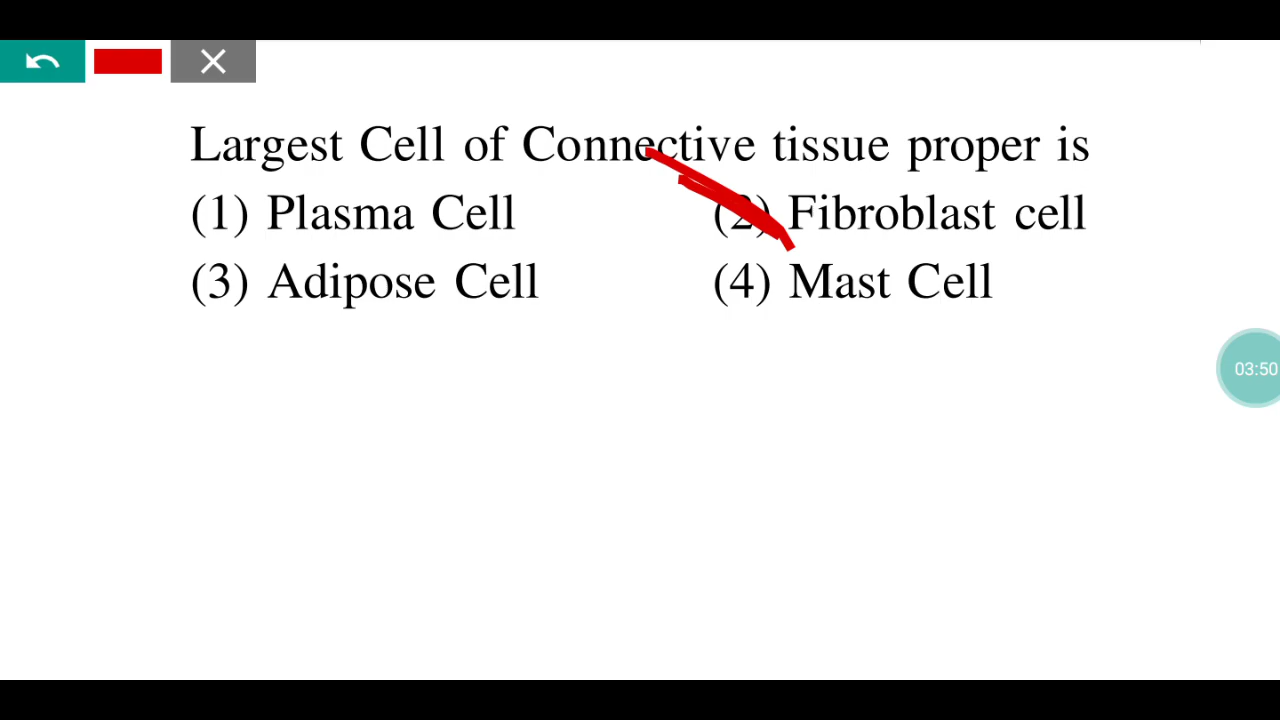 Largest Cell of Connective tissue proper is
(1) Plasma Cell (2) Fibroblast cell
(3) Adipose Cell (4) Mast Cell
03:50